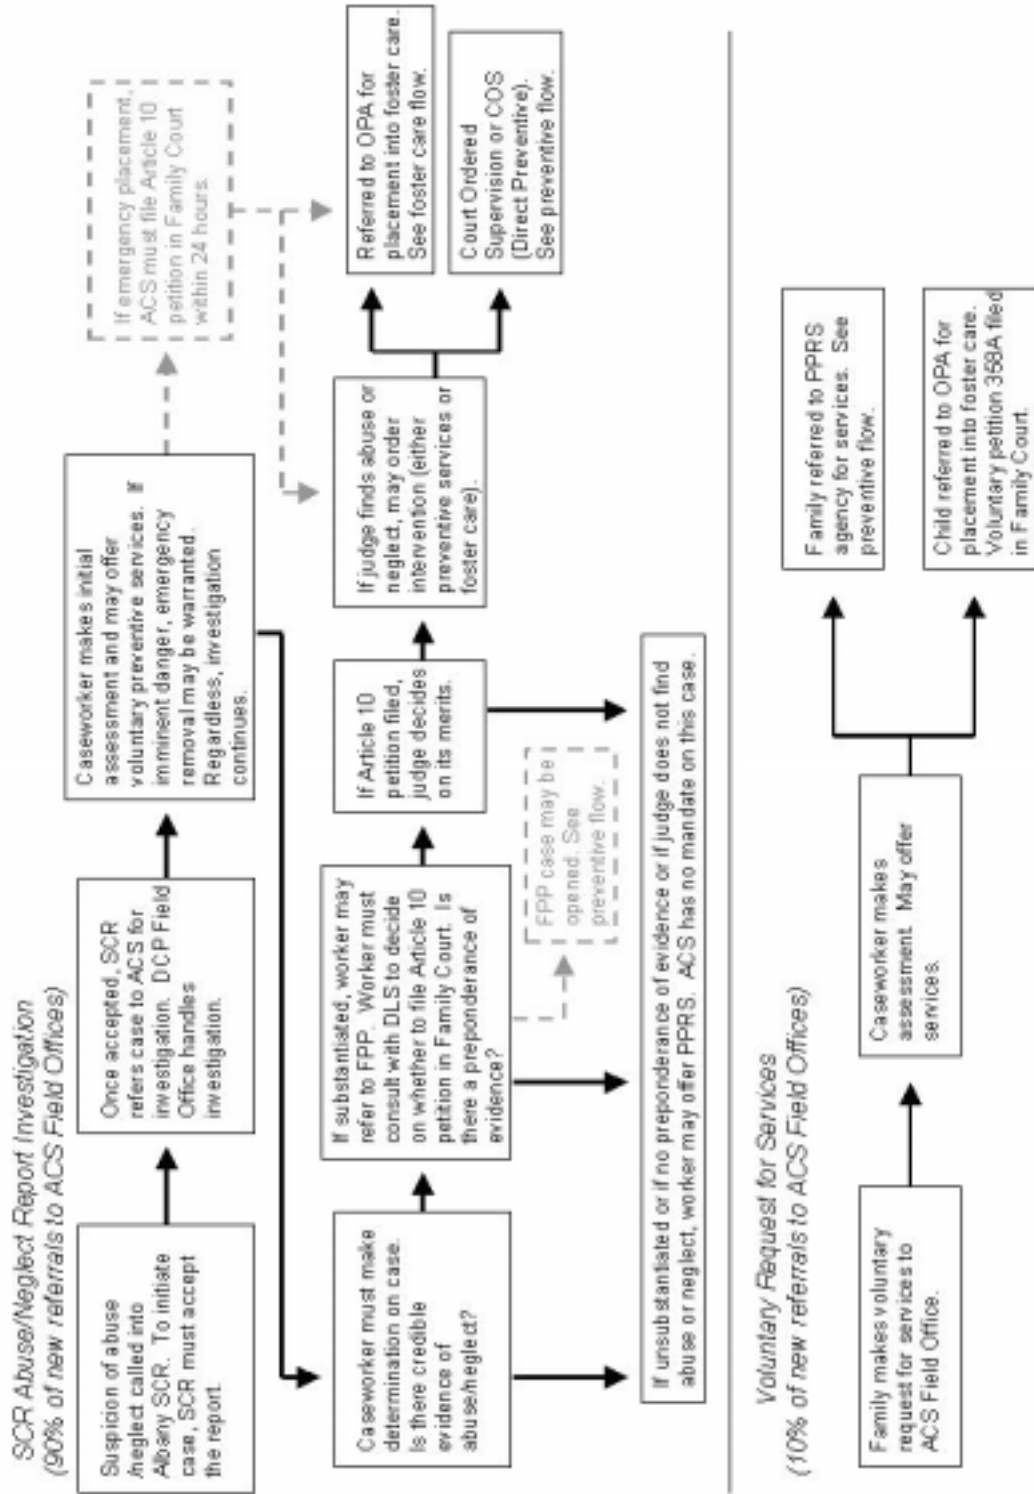 SCR Abuse/Neglect Report Investigation
(90% of new referrals to ACS Field Offices)
Suspicion of abuse
/neglect called into
Albany SCR. To initiate
case, SCR must accept
the report.
Once accepted, SCR
refers case to ACS for
investigation. DCP Field
Office handles
investigation.
Caseworker makes initial
assessment and may offer
voluntary preventive services. If
imminent danger, emergency
removal may be warranted.
Regardless, investigation
continues.
If emergency placement,
ACS must file Article 10
petition in Family Court
within 24 hours.
Caseworker must make
determination on case.
Is there credible
evidence of
abuse/neglect?
If substantiated, worker may
refer to FPP. Worker must
consult with DLS to decide
on whether to file Article 10
petition in Family Court. Is
there a preponderance of
evidence?
If Article 10
petition filed,
judge decides
on its merits.
If judge finds abuse or
neglect, may order
intervention (either
preventive services or
foster care).
Referred to OPA for
placement into foster care.
See foster care flow.
Court Ordered
Supervision or COS
(Direct Preventive).
See preventive flow.
FPP case may be
opened. See
preventive flow.
If unsubstantiated or if no preponderance of evidence or if judge does not find
abuse or neglect, worker may offer PPRS. ACS has no mandate on this case.
Voluntary Request for Services
(10% of new referrals to ACS Field Offices)
Family makes voluntary
request for services to
ACS Field Office.
Caseworker makes
assessment. May offer
services.
Family referred to PPRS
agency for services. See
preventive flow.
Child referred to OPA for
placement into foster care.
Voluntary petition 358A filed
in Family Court.